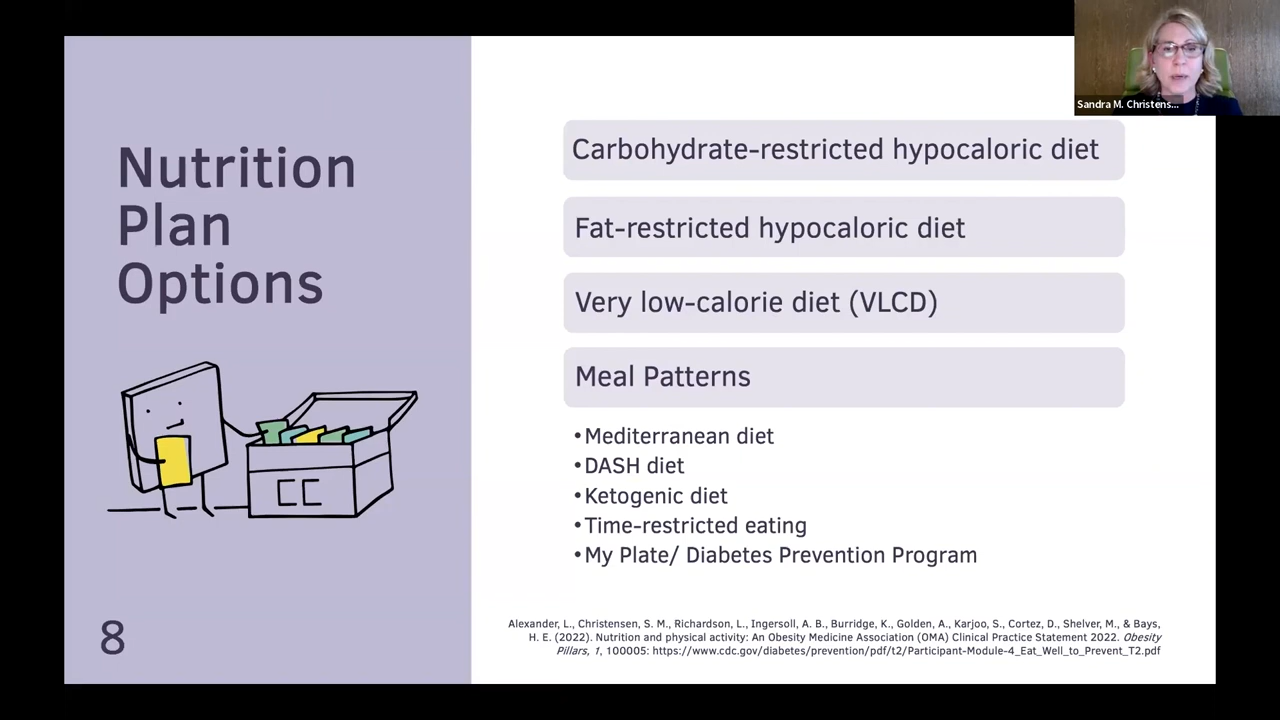 Sandra M. Christens...
Nutrition
Plan
Options
CC
8
Carbohydrate-restricted hypocaloric diet
Fat-restricted hypocaloric diet
Very low-calorie diet (VLCD)
Meal Patterns
•Mediterranean diet
•DASH diet
•Ketogenic diet
•Time-restricted eating
•My Plate/ Diabetes Prevention Program
Alexander, L., Christensen, S. M., Richardson, L., Ingersoll, A. B., Burridge, K., Golden, A., Karjoo, S., Cortez, D., Shelver, M., & Bays,
H. E. (2022). Nutrition and physical activity: An Obesity Medicine Association (OMA) Clinical Practice Statement 2022. Obesity
Pillars, 1, 100005: https://www.cdc.gov/diabetes/prevention/pdf/t2/Participant-Module-4_Eat_Well_to_Prevent_T2.pdf